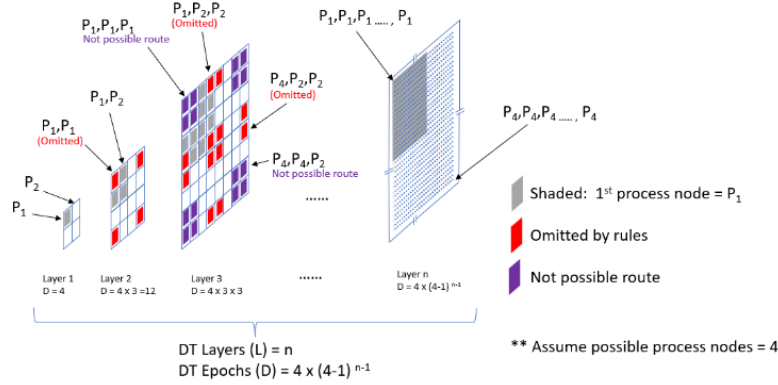 P1,P2,P2
(Omitted)
P1,P1,P1
Not possible route
P1,P1,P1 ....., P1
P4,P2,P2
(Omitted)
P1,P2
P1,P1
(Omitted)
P4,P4,P4 ....., P4
P2
P1
P4,P4,P2
Not possible route
......
Shaded: 1st process node = P1
Omitted by rules
Not possible route
Layer 1
D = 4
Layer 2
D = 4 x 3 =12
Layer 3
D = 4 x 3 x 3
......
Layer n
D = 4 x (4-1) n-1
DT Layers (L) = n
DT Epochs (D) = 4 x (4-1) n-1
** Assume possible process nodes = 4